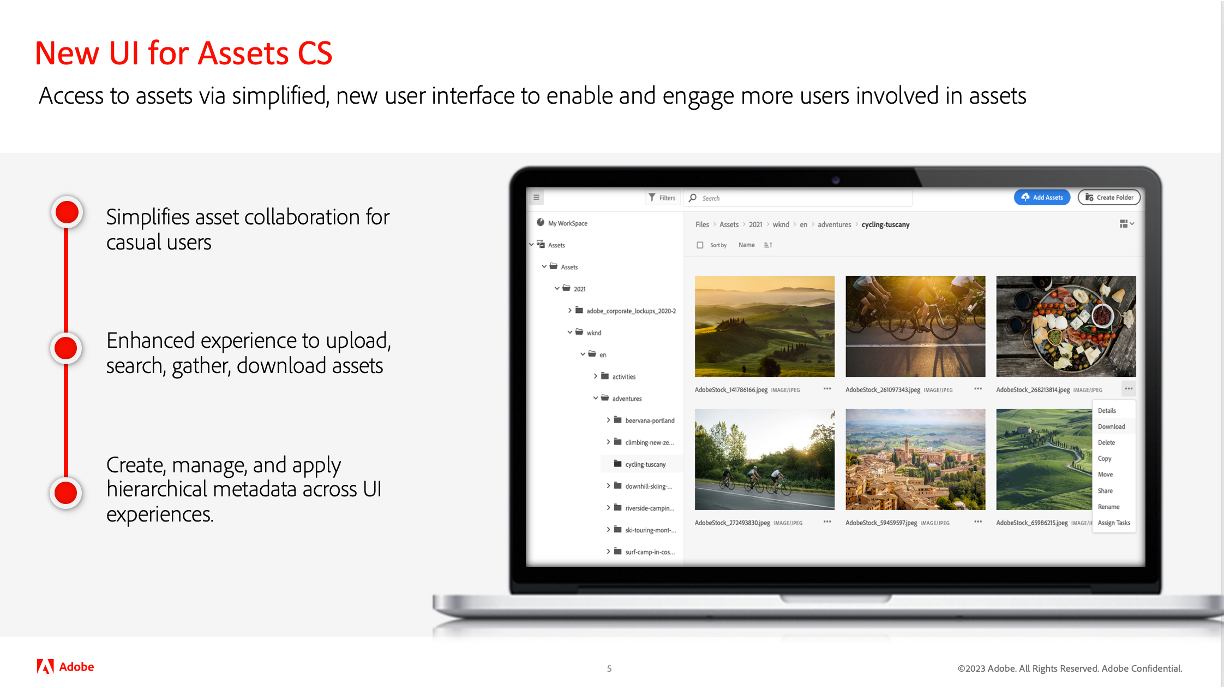 New UI for Assets CS
Access to assets via simplified, new user interface to enable and engage more users involved in assets
Simplifies asset collaboration for
casual users
Enhanced experience to upload,
search, gather, download assets
Create, manage, and apply
hierarchical metadata across UI
experiences.
Filters
Search
Add Assets
Create Folder
My WorkSpace
Assets
Assets
2021
adobe_corporate_lockups_2020-2
wknd
en
activities
adventures
beervana-portland
climbing-new-ze...
cycling-tuscany
downhill-skiing-...
riverside-campin...
ski-touring-mont-...
surf-camp-in-cos...
Files > Assets > 2021 > wknd > en > adventures > cycling-tuscany
Sort by Name
AdobeStock_141786166.jpeg IMAGE/JPEG
AdobeStock_261097343.jpeg IMAGE/JPEG
AdobeStock_268213814.jpeg IMAGE/JPEG
Details
Download
Delete
Copy
Move
Share
Rename
Assign Tasks
AdobeStock_272493830.jpeg IMAGE/JPEG
AdobeStock_59459597.jpeg IMAGE/JPEG
AdobeStock_65986215.jpeg
Adobe
5
©2023 Adobe. All Rights Reserved. Adobe Confidential.